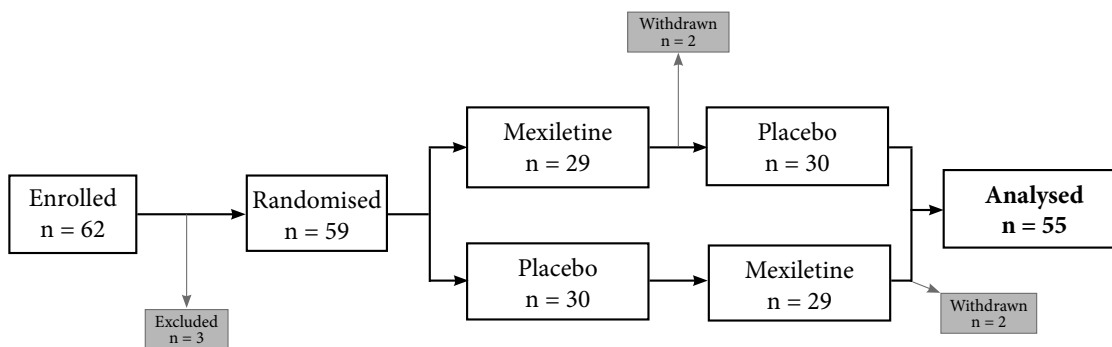 Withdrawn
n = 2
Mexiletine
n = 29
Placebo
n = 30
Enrolled
n = 62
Randomised
n = 59
Analysed
n = 55
Placebo
n = 30
Mexiletine
n = 29
Excluded
n = 3
Withdrawn
n = 2